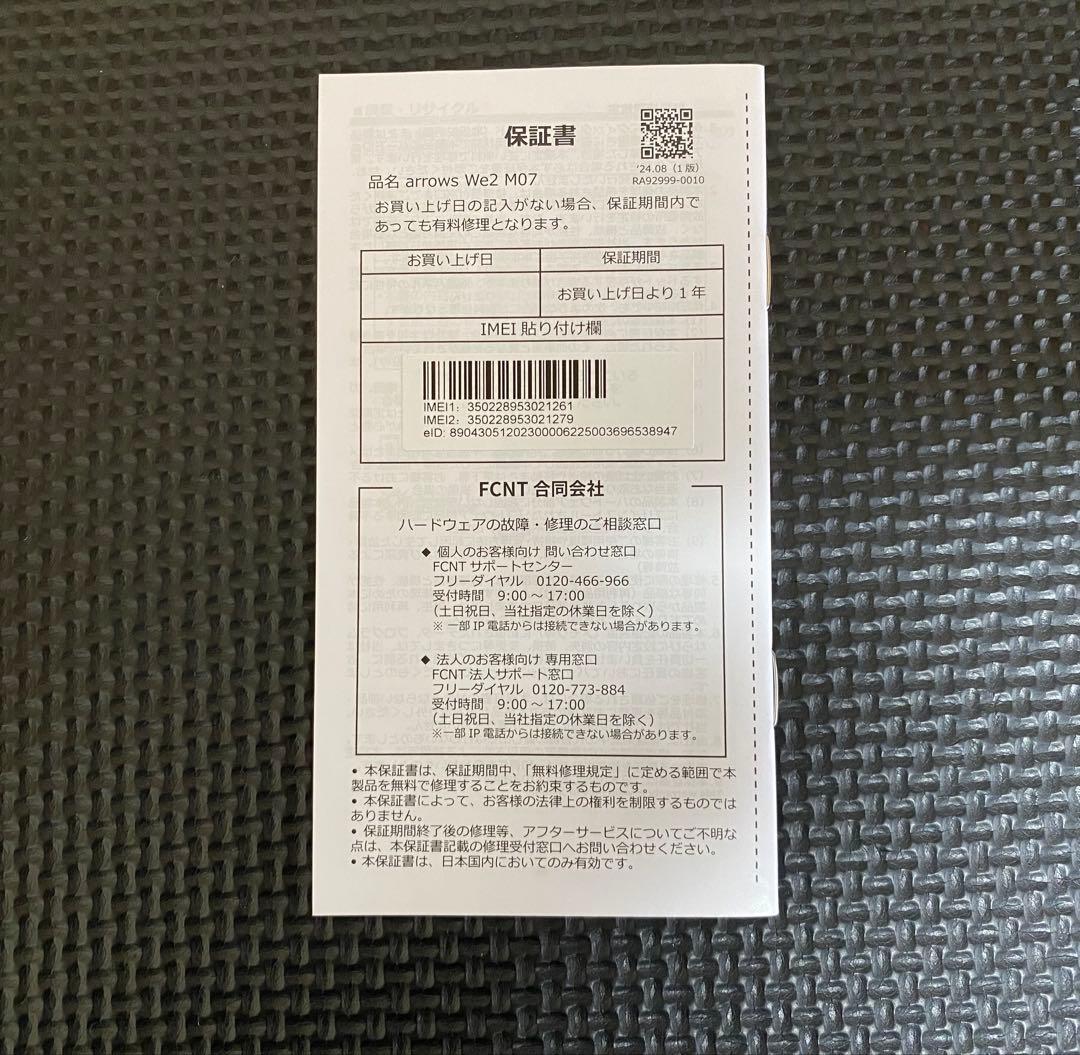 保証書
'24.08（1版）
RA92999-0010
品名 arrows We2 M07
お買い上げ日の記入がない場合、保証期間内で
あっても有料修理となります。
お買い上げ日 保証期間
お買い上げ日より1年
IMEI 貼り付け欄
IMEI1: 350228953021261
IMEI2: 350228953021279
eID: 89043051202300006225003696538947
FCNT 合同会社
ハードウェアの故障・修理のご相談窓口
◆ 個人のお客様向け 問い合わせ窓口
FCNT サポートセンター
フリーダイヤル 0120-466-966
受付時間 9:00 ～ 17:00
（土日祝日、当社指定の休業日を除く）
※ 一部 IP 電話からは接続できない場合があります。
◆ 法人のお客様向け 専用窓口
FCNT 法人サポート窓口
フリーダイヤル 0120-773-884
受付時間 9:00 ～ 17:00
（土日祝日、当社指定の休業日を除く）
※一部 IP 電話からは接続できない場合があります。
• 本保証書は、保証期間中、「無料修理規定」に定める範囲で本
製品を無料で修理することをお約束するものです。
• 本保証書によって、お客様の法律上の権利を制限するものでは
ありません。
• 保証期間終了後の修理等、アフターサービスについてご不明な
点は、本保証書記載の修理受付窓口へお問い合わせください。
• 本保証書は、日本国内においてのみ有効です。